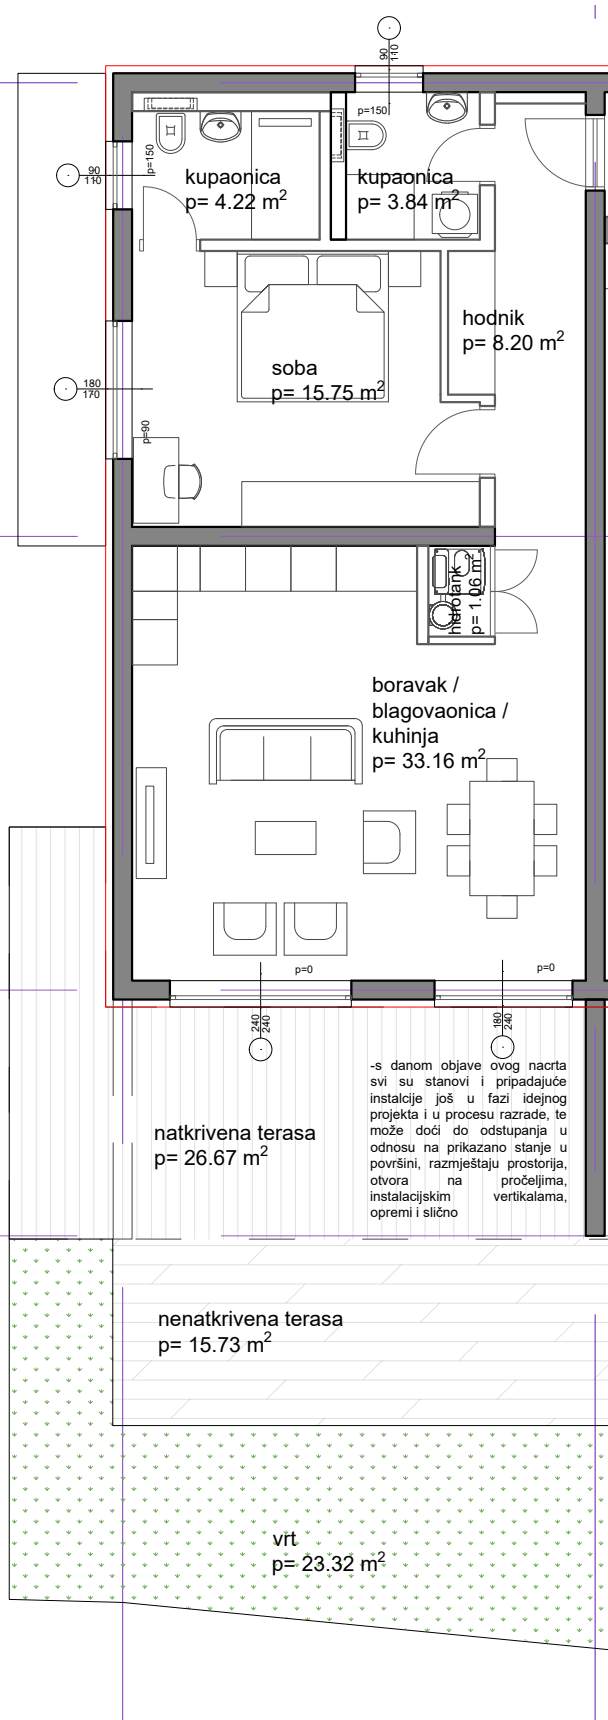 90
110
p=150
90
110
p=150
kupaonica
p= 4.22 m²
kupaonica
p= 3.84 m²
hodnik
p= 8.20 m²
soba
p= 15.75 m²
180
170
p=90
hidrotank
p= 1.06 m²
boravak /
blagovaonica /
kuhinja
p= 33.16 m²
p=0
p=0
240
240
180
240
-s danom objave ovog nacrta
svi su stanovi i pripadajuće
instalcije još u fazi idejnog
projekta i u procesu razrade, te
može doći do odstupanja u
odnosu na prikazano stanje u
površini, razmještaju prostorija,
otvora na pročeljima,
instalacijskim vertikalama,
opremi i slično
natkrivena terasa
p= 26.67 m²
nenatkrivena terasa
p= 15.73 m²
vrt
p= 23.32 m²